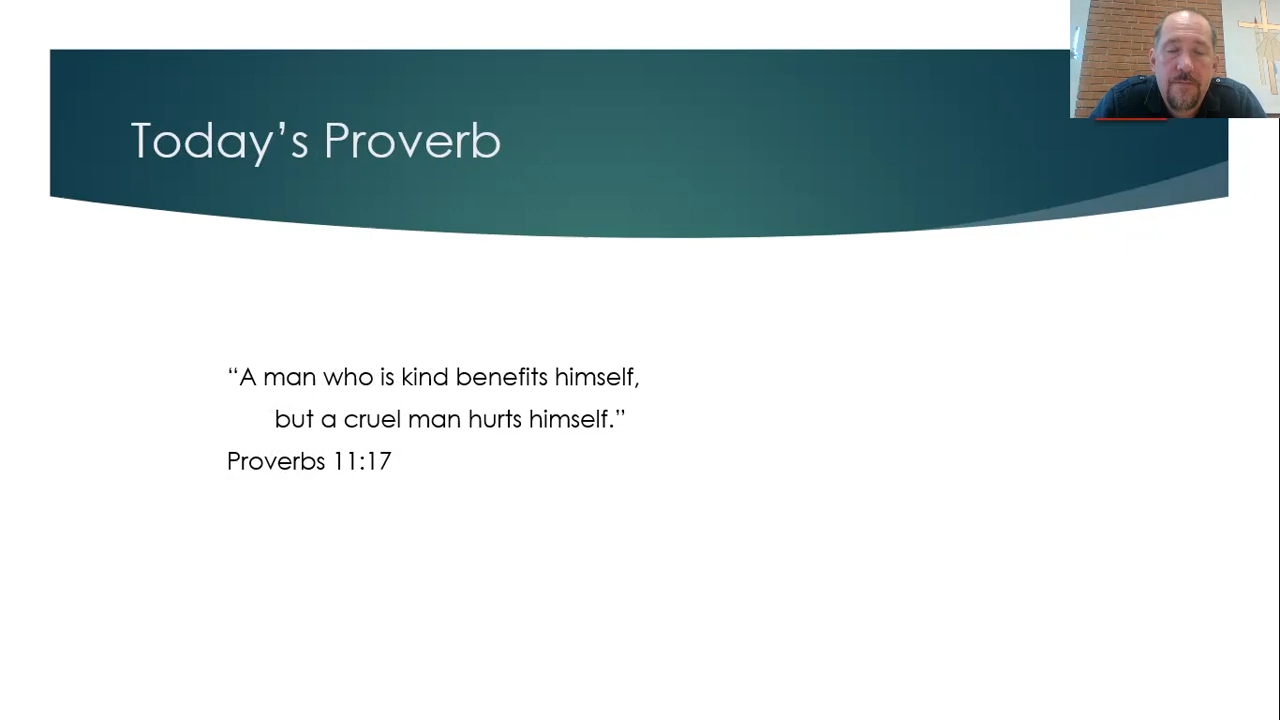 Today’s Proverb
“A man who is kind benefits himself,
but a cruel man hurts himself.”
Proverbs 11:17